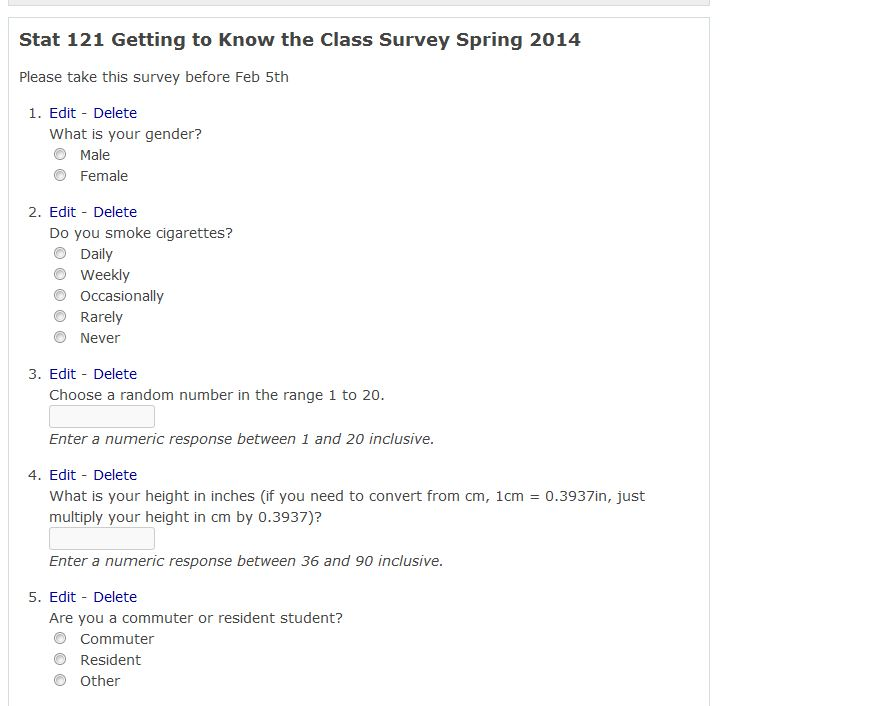 Stat 121 Getting to Know the Class Survey Spring 2014
Please take this survey before Feb 5th
1. Edit - Delete
What is your gender?
Male
Female
2. Edit - Delete
Do you smoke cigarettes?
Daily
Weekly
Occasionally
Rarely
Never
3. Edit - Delete
Choose a random number in the range 1 to 20.
Enter a numeric response between 1 and 20 inclusive.
4. Edit - Delete
What is your height in inches (if you need to convert from cm, 1cm = 0.3937in, just
multiply your height in cm by 0.3937)?
Enter a numeric response between 36 and 90 inclusive.
5. Edit - Delete
Are you a commuter or resident student?
Commuter
Resident
Other